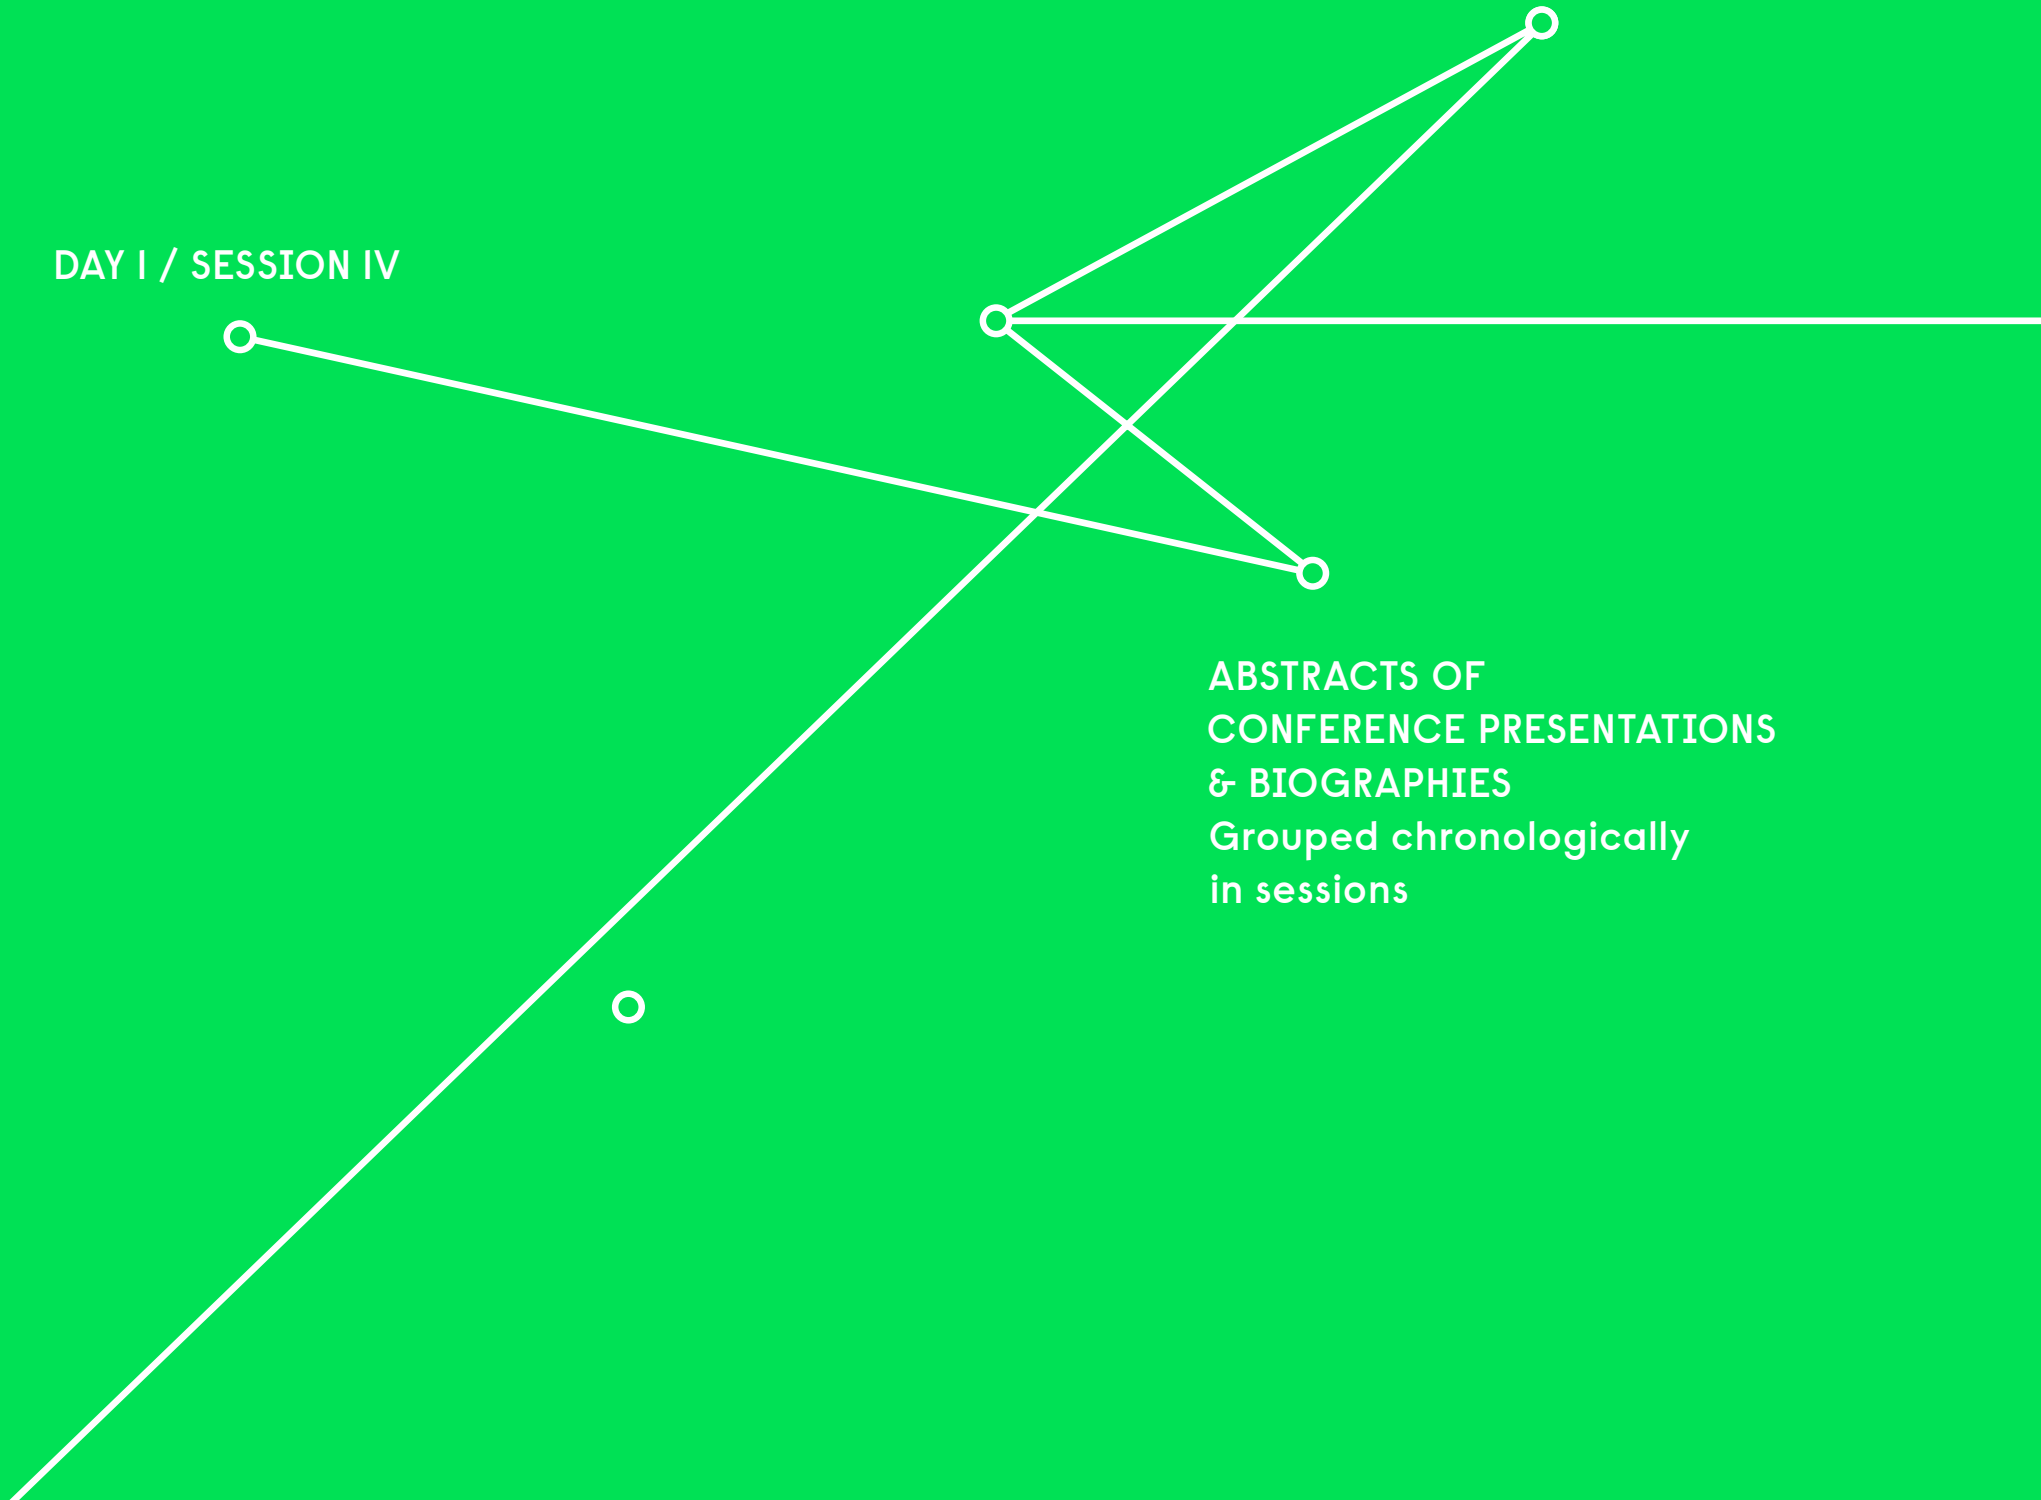 DAY I / SESSION IV
ABSTRACTS OF
CONFERENCE PRESENTATIONS
& BIOGRAPHIES
Grouped chronologically
in sessions